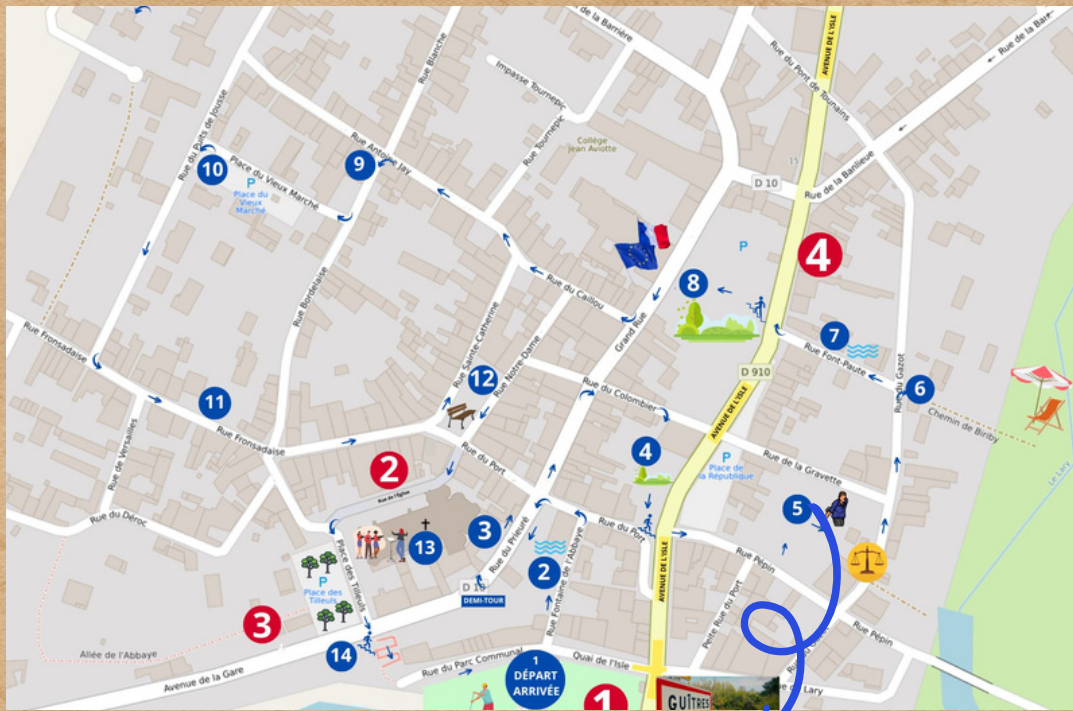 Rue de la Barrière
AVENUE DE L'ISLE
Rue de la Ban
Rue Blanche
Impasse Tournepic
Rue du Pont de Tounains
Rue du Puits de Jousse
Rue Tournepic
Collège
Jean Aviotte
15
Rue de la Banlieue
Rue Antoine Jay
9
10
Place du Vieux Marché
P
Place du
Vieux
Marché
D 10
P
4
8
Rue du Caillou
Rue Bordelaise
Grand Rue
7
Rue Font-Paute
Rue Fronsadaise
Rue Sainte-Catherine
Rue Notre-Dame
D 910
6
Rue du Gazot
Chemin de Biriby
12
Rue du Colombier
AVENUE DE L'ISLE
11
Rue de Versailles
Rue Fronsadaise
4
P
Place de
la République
Rue de la Gravette
Le Lary
2
Rue du Port
Rue de l'Église
5
Rue du Déroc
3
Rue du Port
13
Rue du Prieuré
2
Rue Pépin
P
Place des
Tilleuls
Place des Tilleuls
D 10
DEMI-TOUR
Rue Fontaine de l'Abbaye
AVENUE DE L'ISLE
Petite Rue du Port
3
Rue Pépin
14
Allée de l'Abbaye
Avenue de la Gare
Rue du Parc Communal
1
DÉPART
ARRIVÉE
Quai de l'Isle
1
GUÎTRES
Lary